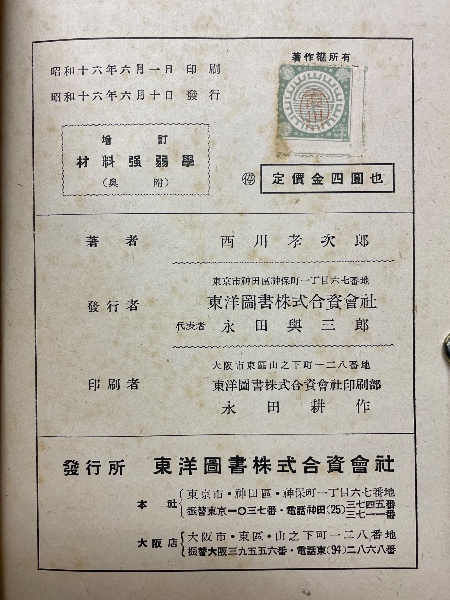 昭和十六年六月一日印刷
昭和十六年六月十日發行
著作權所有
增訂
材料强弱學
（奥附）
㊞ 定價金四圓也
著者 西川孝次郎
東京市神田區神保町一丁目六七番地
發行者 東洋圖書株式合資會社
代表者 永田與三郎
大阪市東區山之下町一二八番地
印刷者 東洋圖書株式合資會社印刷部
永田耕作
發行所 東洋圖書株式合資會社
本社 東京市・神田區・神保町一丁目六七番地
振替東京一〇三七番・電話神田(25)三七四五番 三七一一番
大阪店 大阪市・東區・山之下町一二八番地
振替大阪三九五五六番・電話東(94)二八六八番